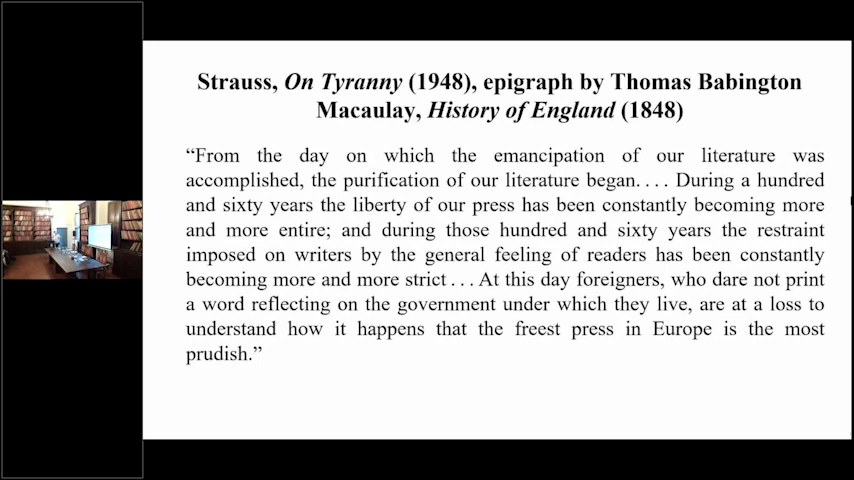 Strauss, On Tyranny (1948), epigraph by Thomas Babington
Macaulay, History of England (1848)
“From the day on which the emancipation of our literature was
accomplished, the purification of our literature began. . . . During a hundred
and sixty years the liberty of our press has been constantly becoming more
and more entire; and during those hundred and sixty years the restraint
imposed on writers by the general feeling of readers has been constantly
becoming more and more strict . . . At this day foreigners, who dare not print
a word reflecting on the government under which they live, are at a loss to
understand how it happens that the freest press in Europe is the most
prudish.”